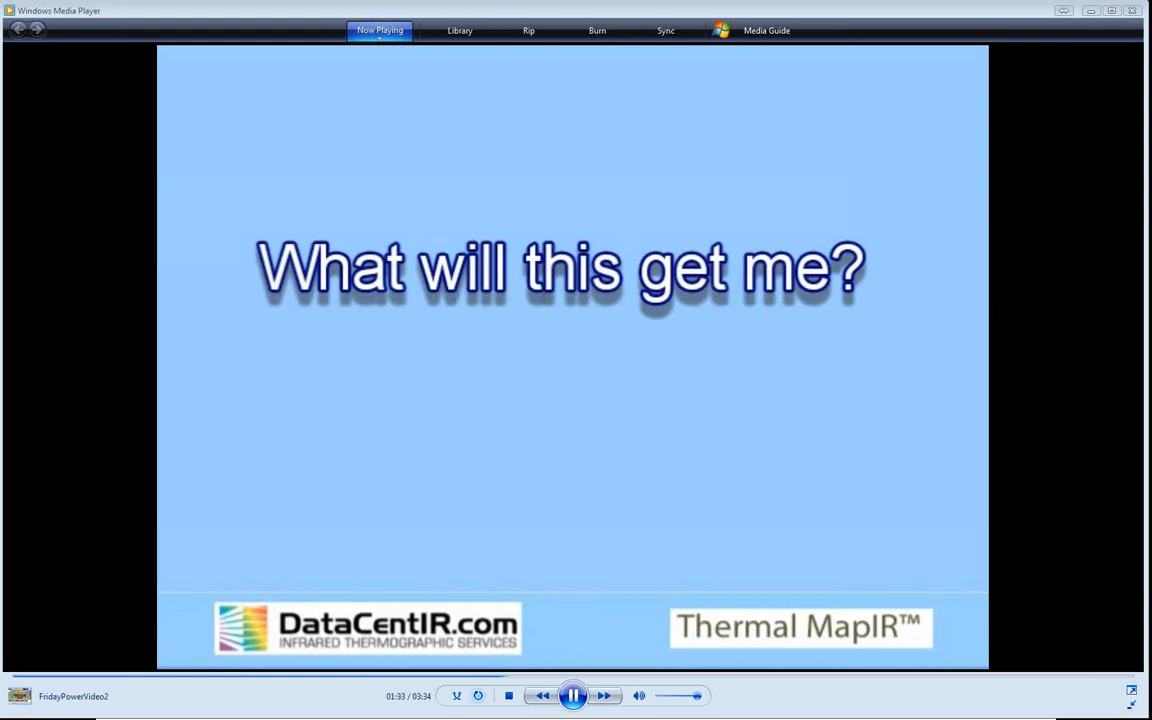 Windows Media Player
Now Playing
Library
Rip
Burn
Sync
Media Guide
What will this get me?
DataCentIR.com
INFRARED THERMOGRAPHIC SERVICES
Thermal MapIR™
FridayPowerVideo2
01:33 / 03:34